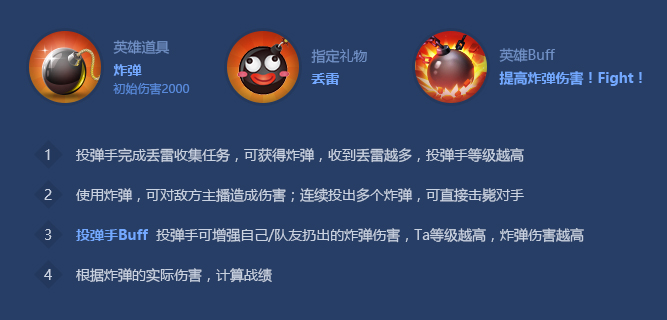 英雄道具
炸弹
初始伤害2000
指定礼物
丢雷
英雄Buff
提高炸弹伤害！Fight！
1 投弹手完成丢雷收集任务，可获得炸弹，收到丢雷越多，投弹手等级越高
2 使用炸弹，可对敌方主播造成伤害；连续投出多个炸弹，可直接击毙对手
3 投弹手Buff 投弹手可增强自己/队友扔出的炸弹伤害，Ta等级越高，炸弹伤害越高
4 根据炸弹的实际伤害，计算战绩